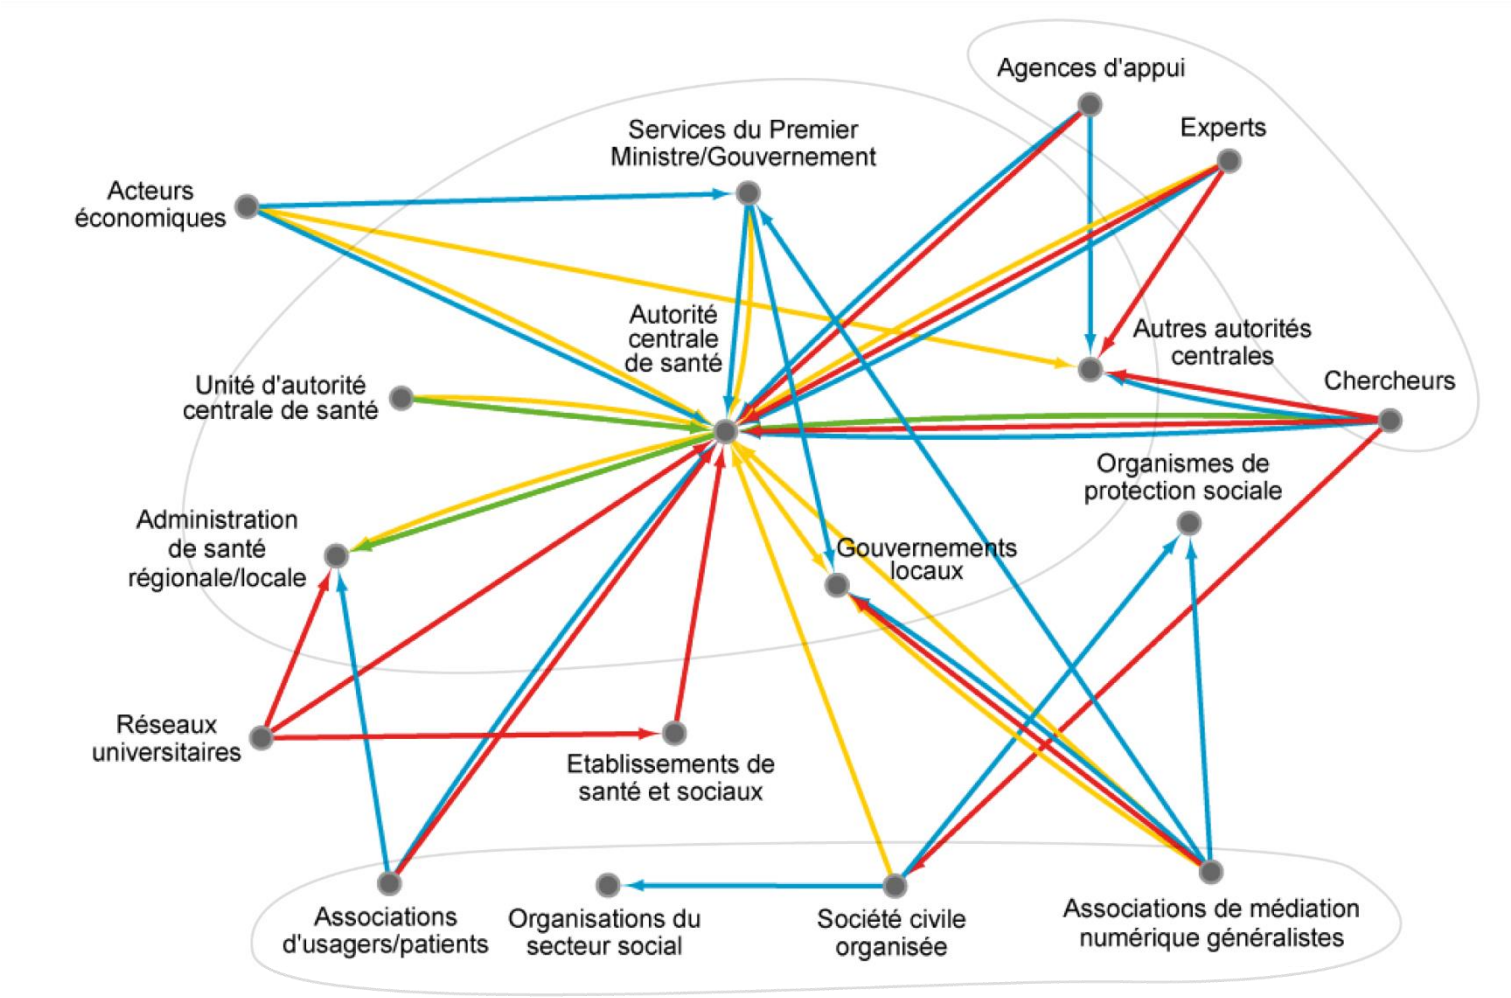 Agences d'appui
Experts
Services du Premier
Ministre/Gouvernement
Acteurs
économiques
Autorité
centrale
de santé
Autres autorités
centrales
Chercheurs
Unité d'autorité
centrale de santé
Organismes de
protection sociale
Administration
de santé
régionale/locale
Gouvernements
locaux
Réseaux
universitaires
Etablissements de
santé et sociaux
Associations
d'usagers/patients
Organisations du
secteur social
Société civile
organisée
Associations de médiation
numérique généralistes